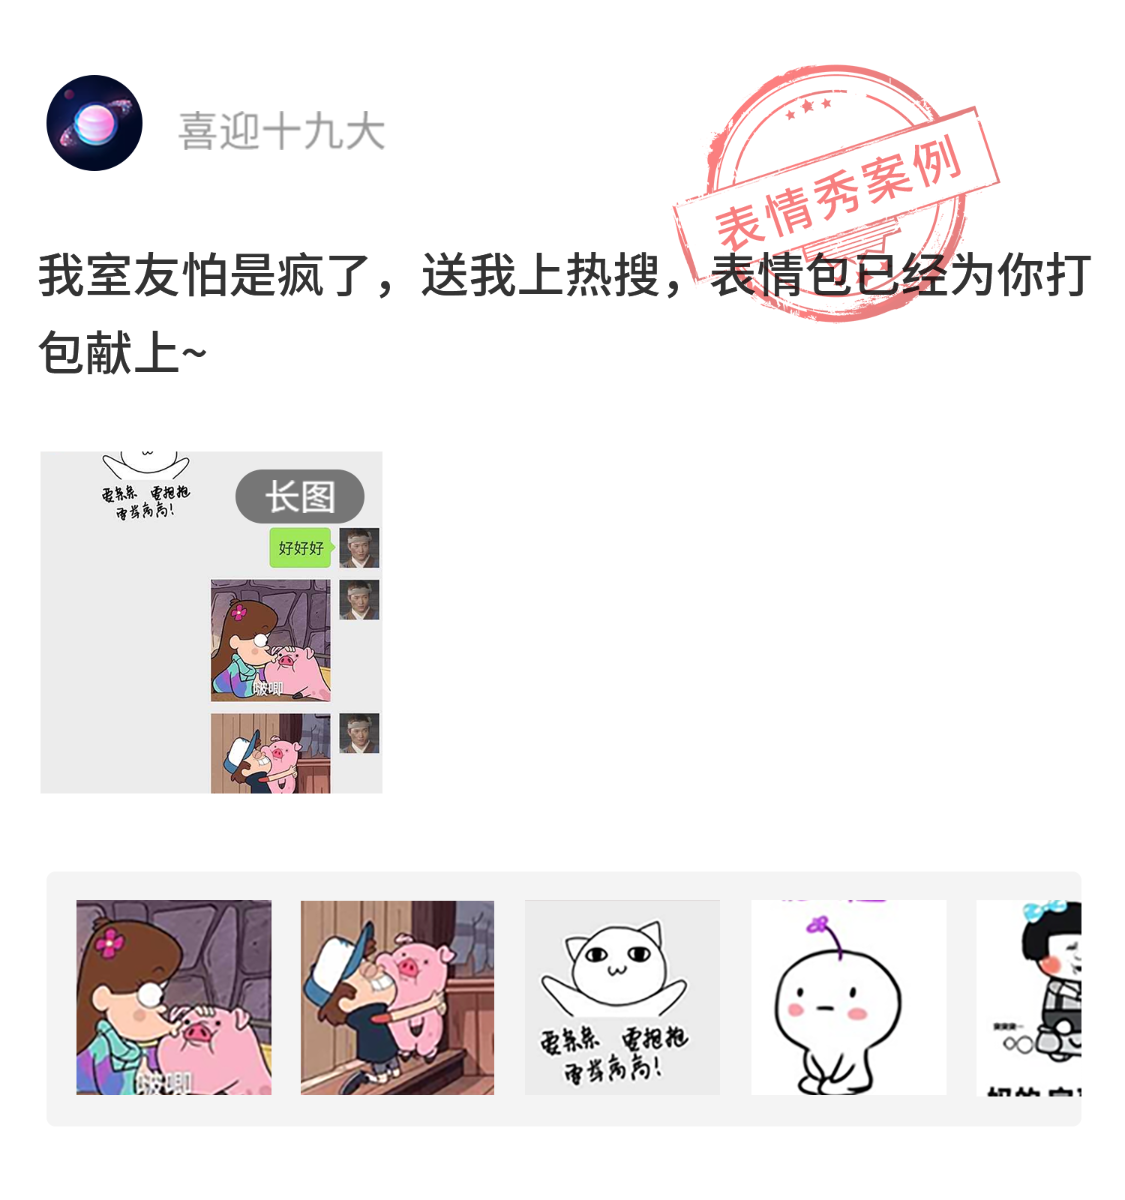 喜迎十九大
表情秀案例
我室友怕是疯了，送我上热搜，表情包已经为你打
包献上~
长图
要亲亲 要抱抱
要举高高！
好好好
啵唧
啵唧
要亲亲 要抱抱
要举高高！